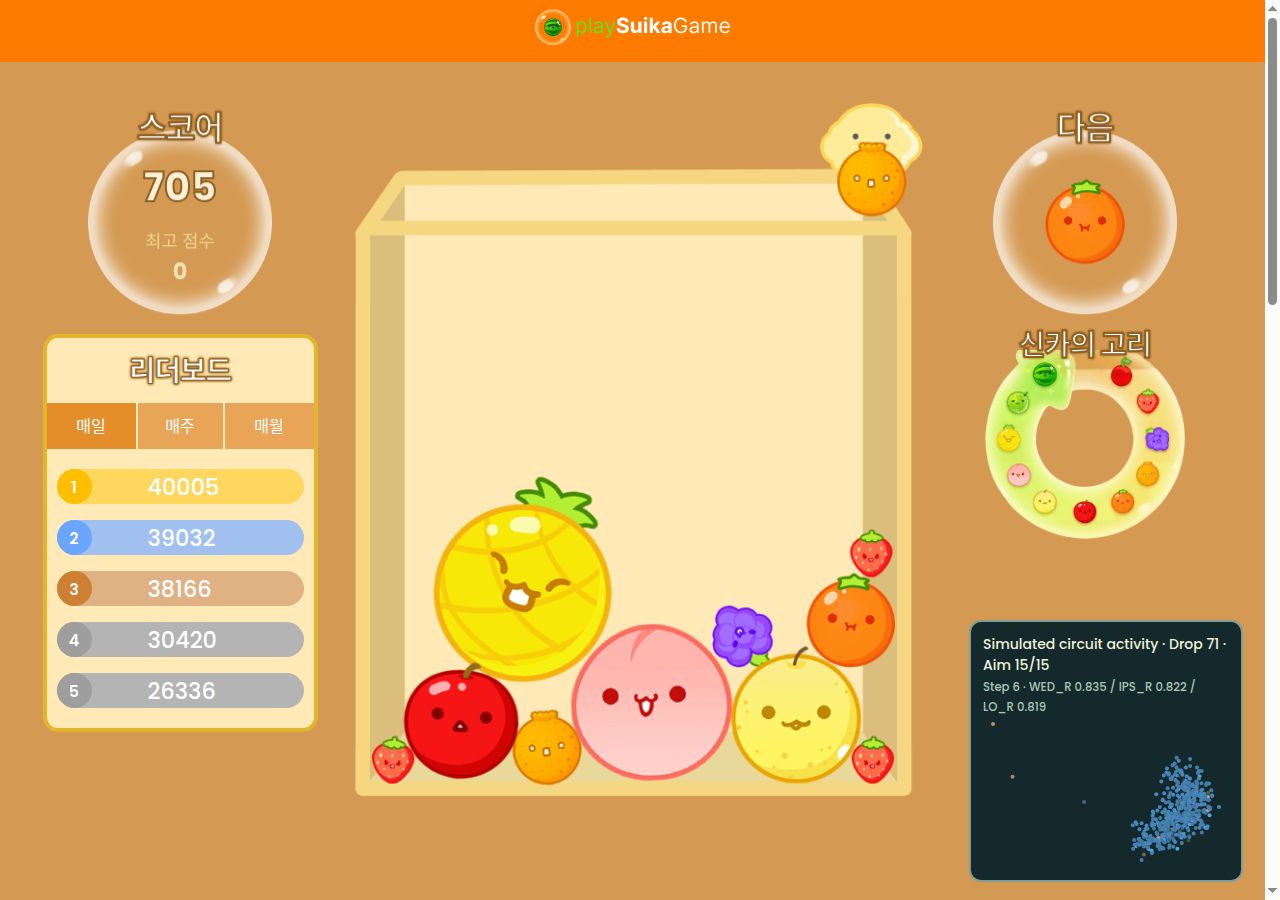 playSuikaGame
스코어
705
최고 점수
0
다음
리더보드
매일 매주 매월
1 40005
2 39032
3 38166
4 30420
5 26336
신카의 고리
Simulated circuit activity · Drop 71 ·
Aim 15/15
Step 6 · WED_R 0.835 / IPS_R 0.822 /
LO_R 0.819